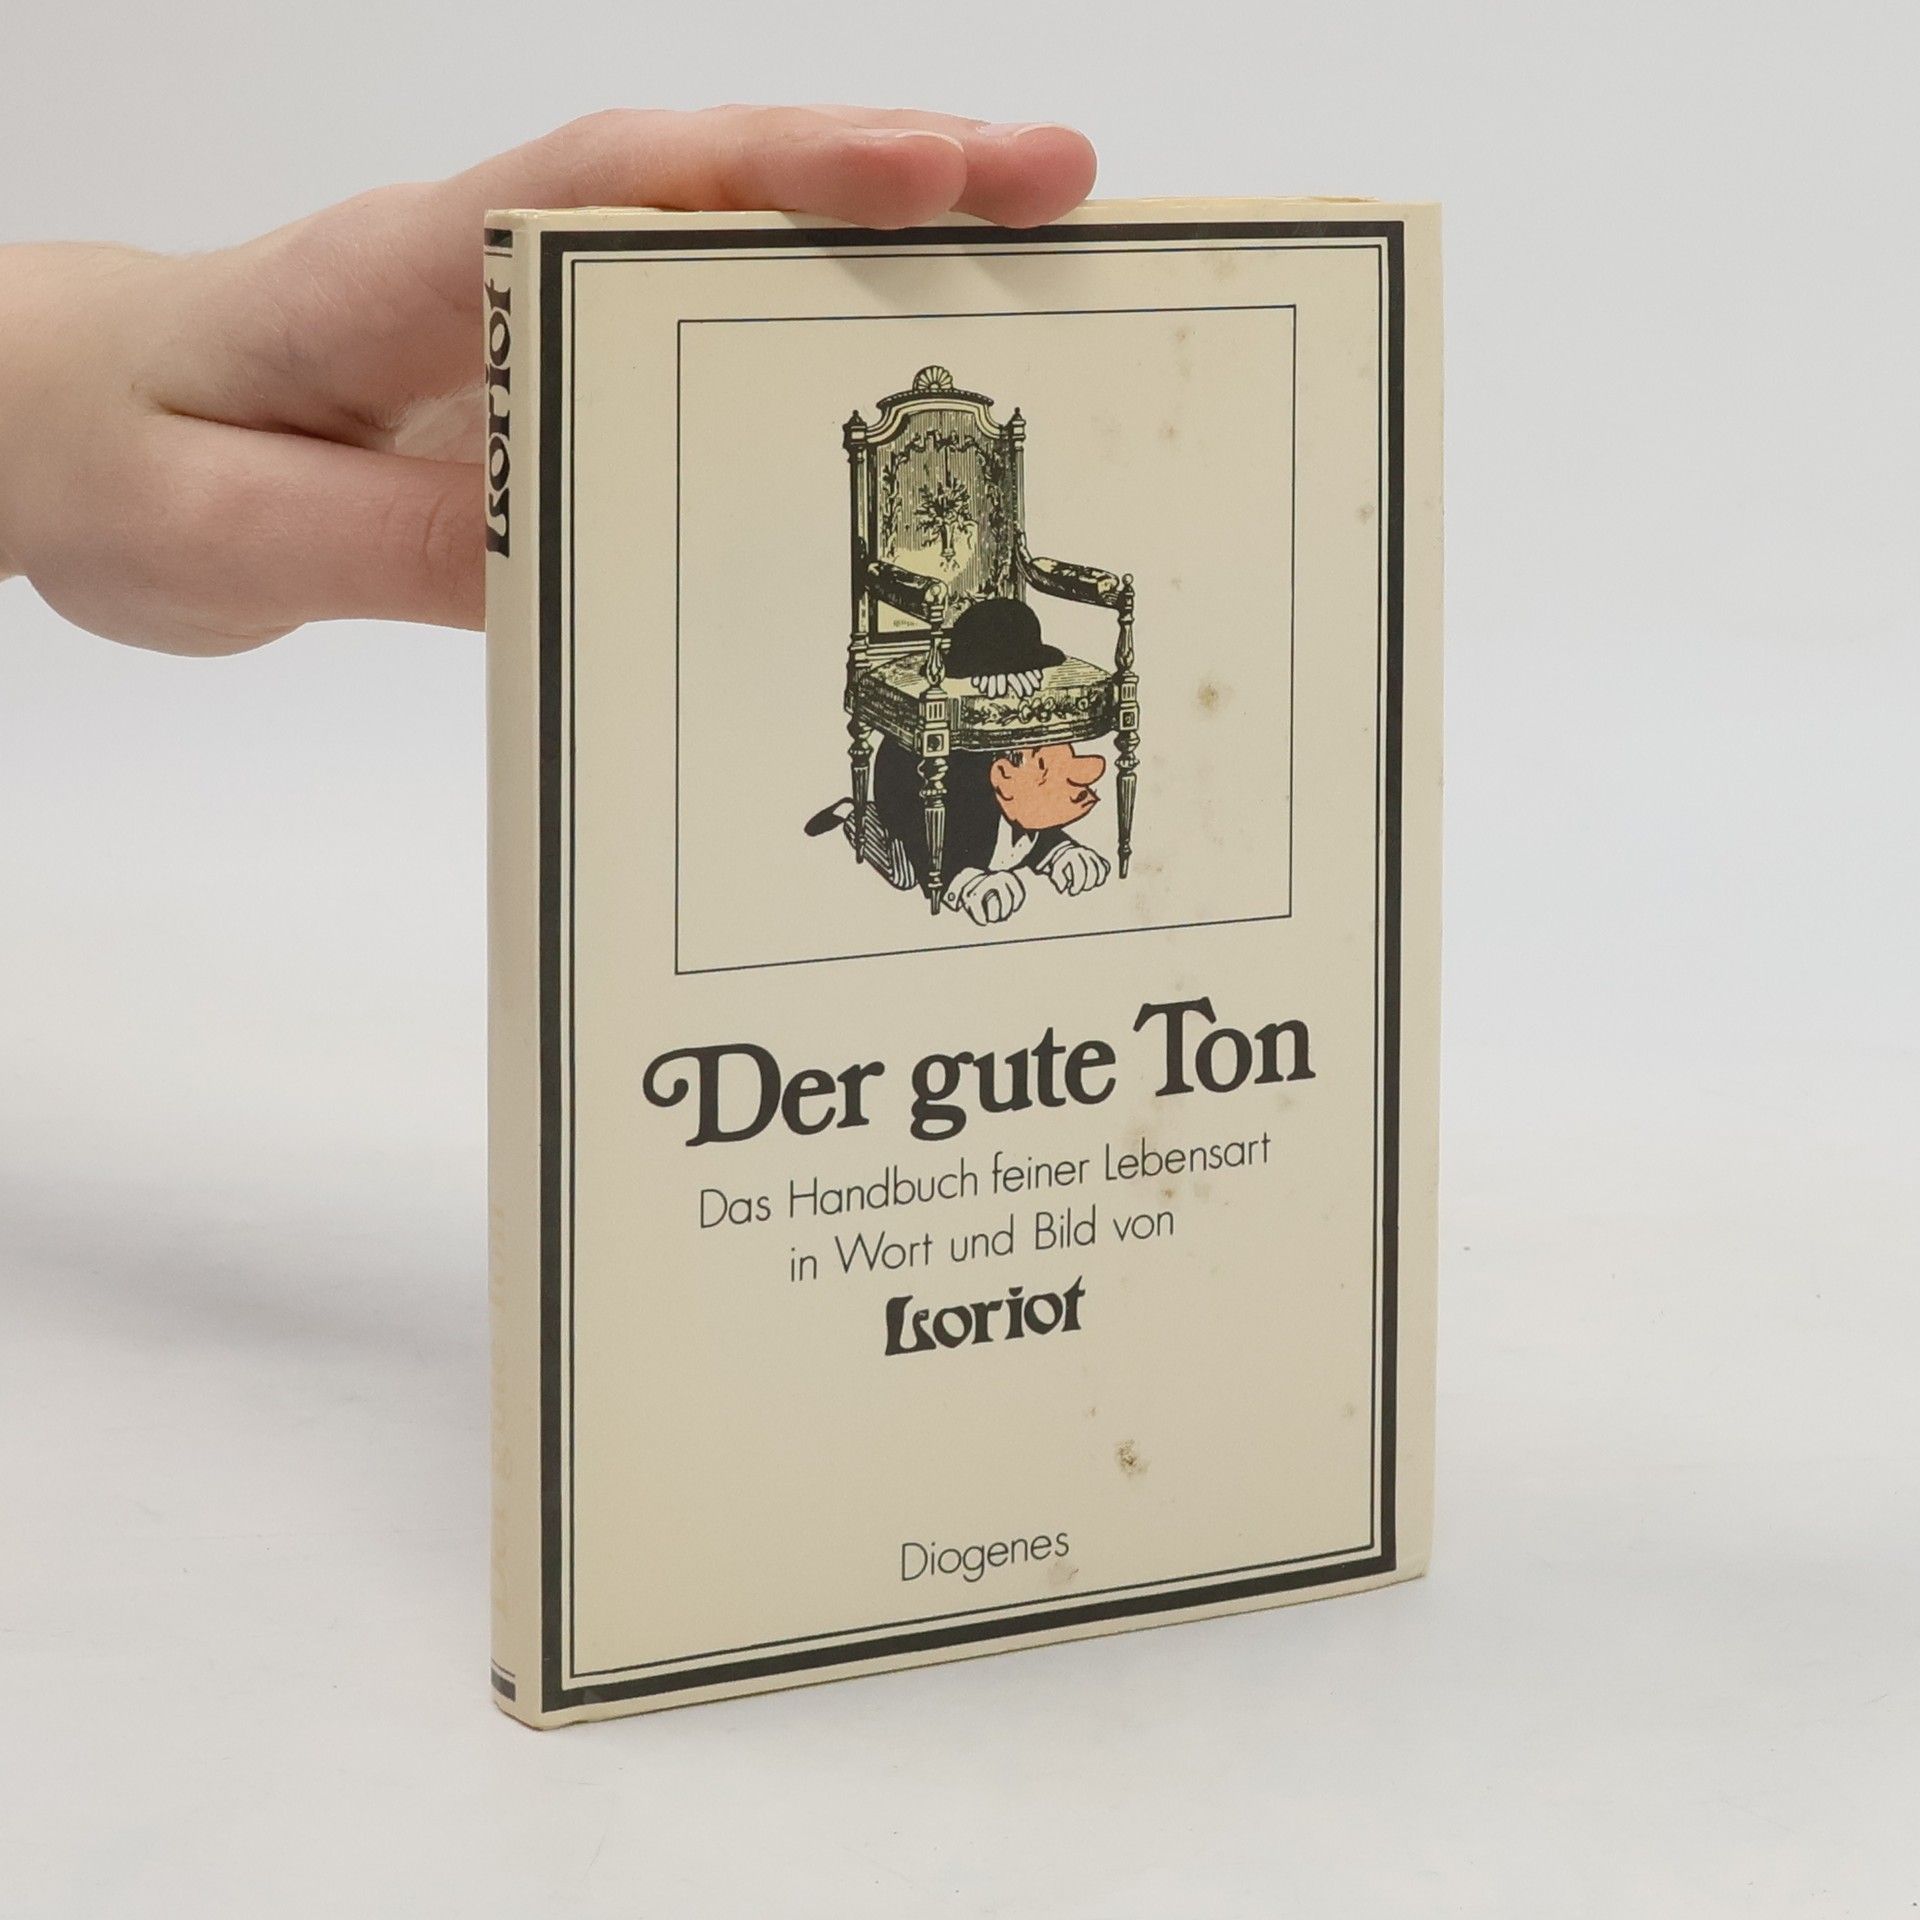 Loriot
Der gute Ton
Das Handbuch feiner Lebensart
in Wort und Bild von
Loriot
Diogenes